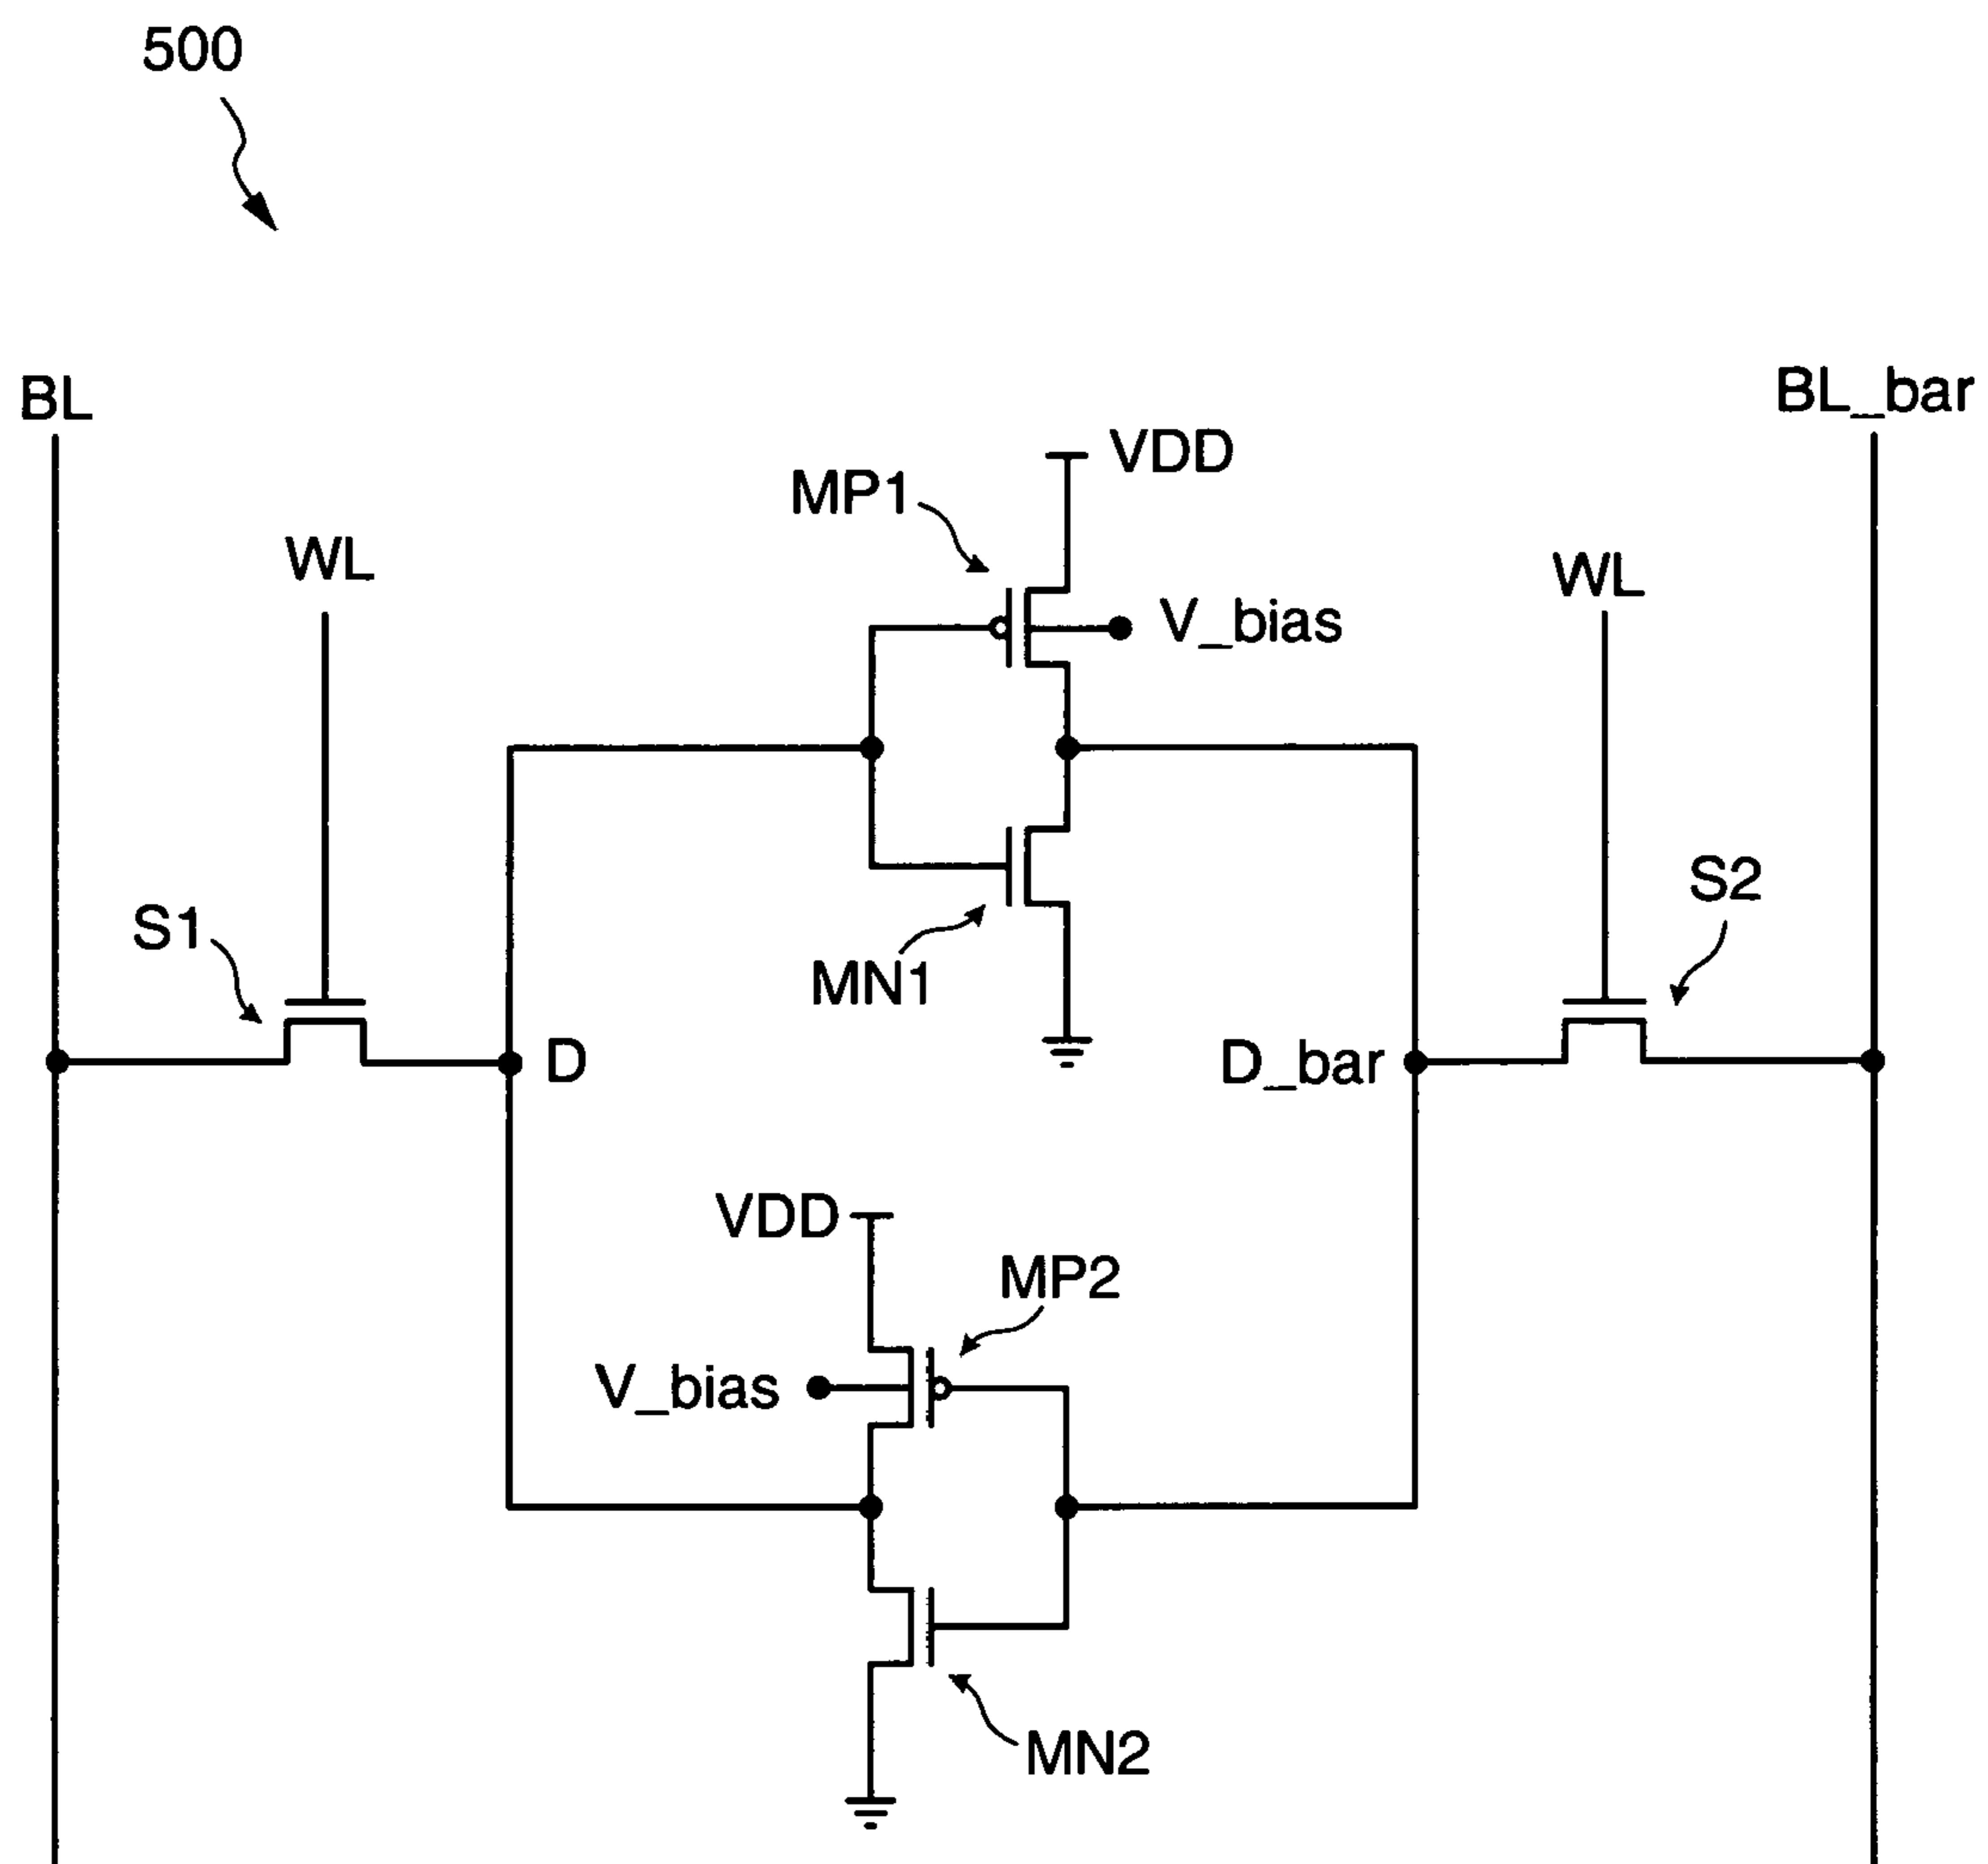 500
BL
BL_bar
VDD
MP1
WL
WL
V_bias
S2
S1
MN1
D
D_bar
VDD
MP2
V_bias
MN2